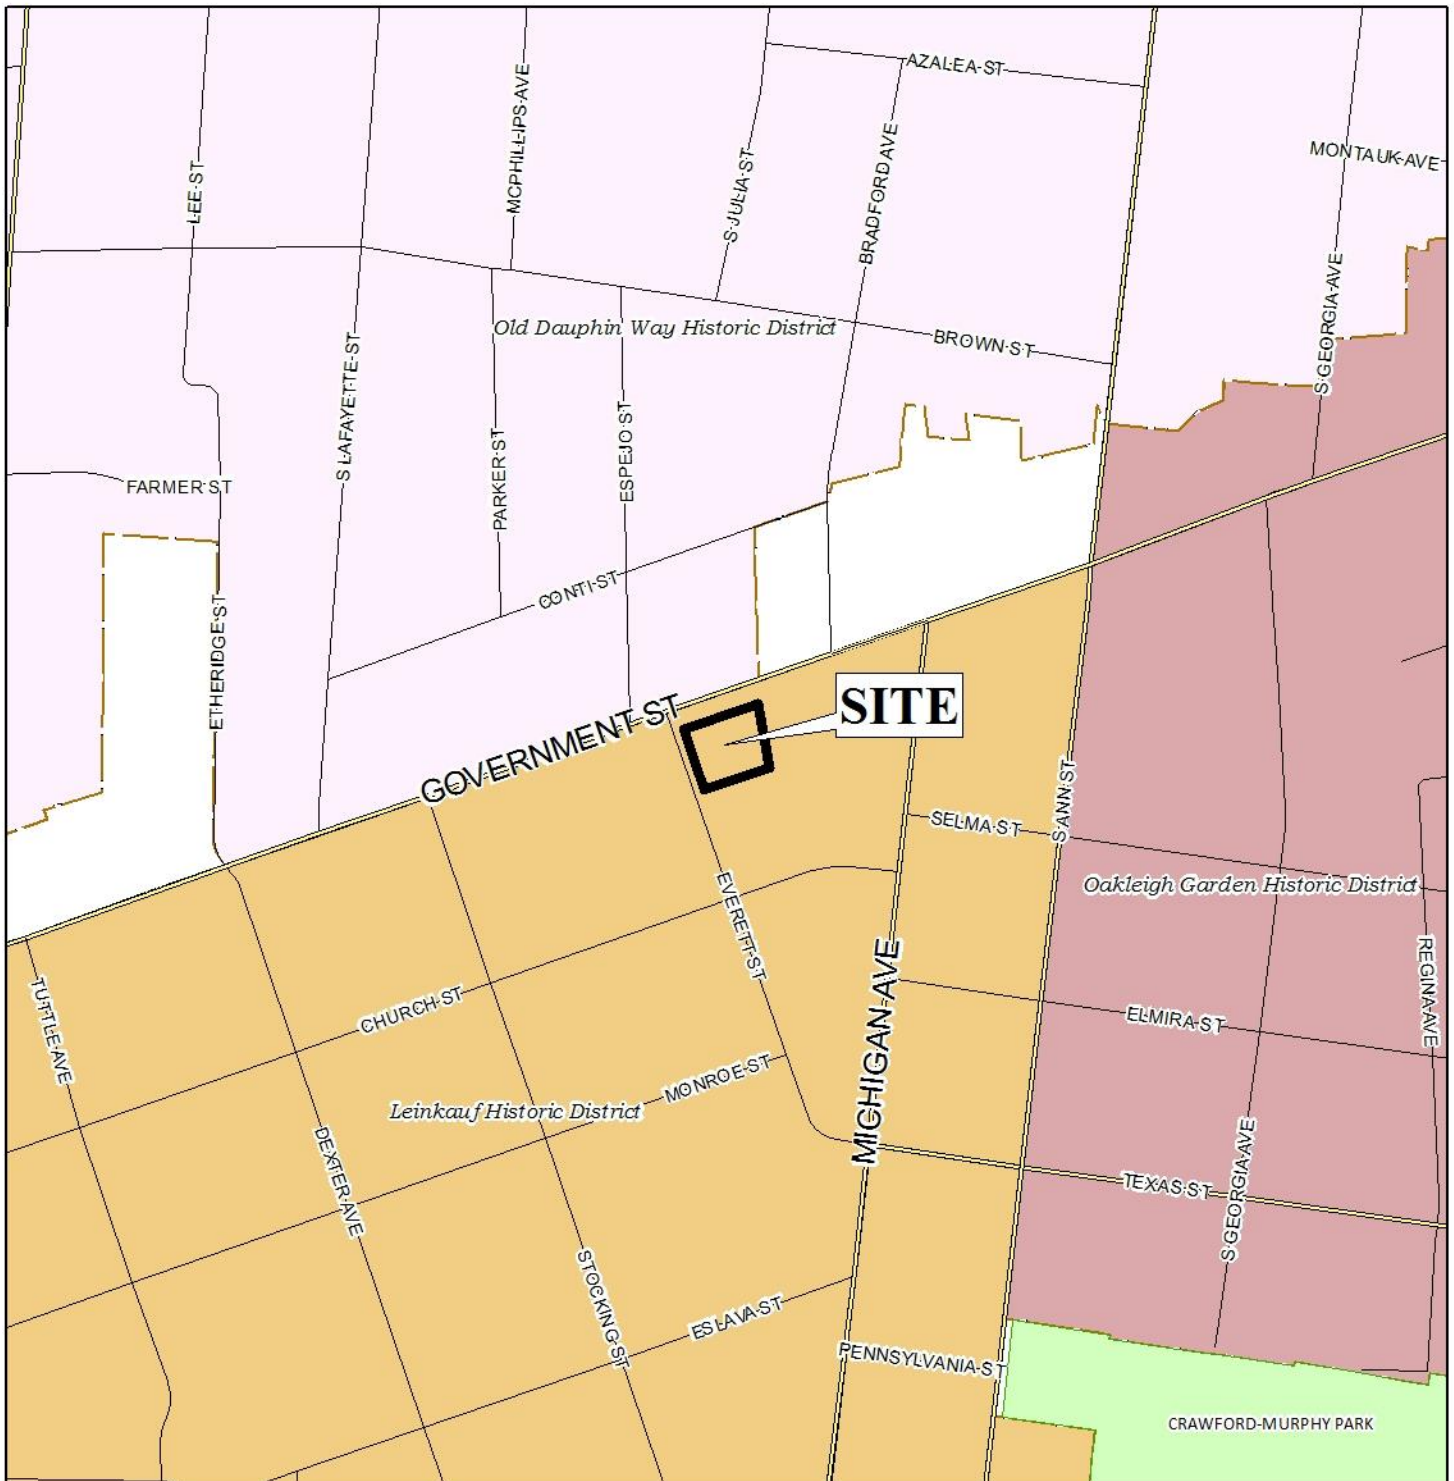 AZALEA ST
MCPHILLIPS AVE
LEE ST
S JULIA ST
BRADFORD AVE
MONTAUK AVE
S GEORGIA AVE
Old Dauphin Way Historic District
BROWN ST
S LAFAYETTE ST
PARKER ST
ESPEJO ST
FARMER ST
CONTI ST
ETHERIDGE ST
SITE
GOVERNMENT ST
SELMA ST
S ANN ST
Oakleigh Garden Historic District
EVERETT ST
REGINA AVE
TUTTLE AVE
CHURCH ST
MICHIGAN AVE
ELMIRA ST
MONROE ST
Leinkauf Historic District
DEXTER AVE
TEXAS ST
S GEORGIA AVE
STOCKING ST
ESLAVA ST
PENNSYLVANIA ST
CRAWFORD-MURPHY PARK